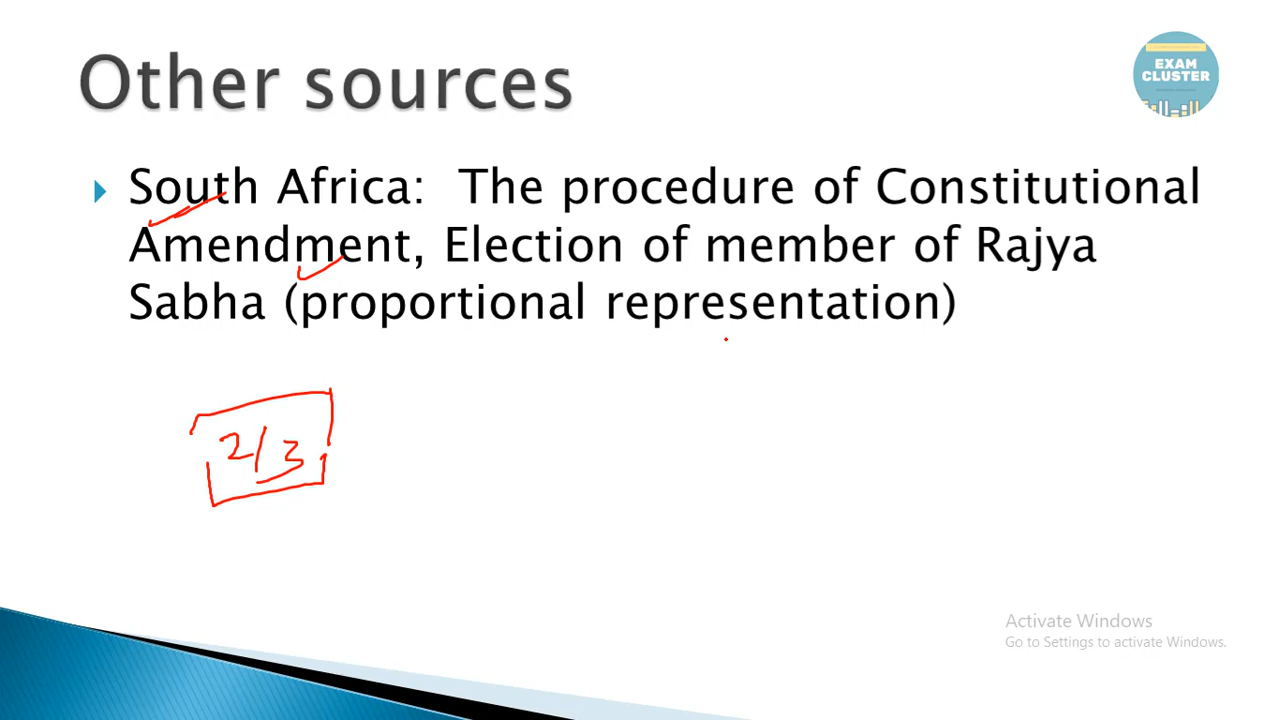 Other sources
EXAM
CLUSTER
South Africa: The procedure of Constitutional
Amendment, Election of member of Rajya
Sabha (proportional representation)
2/3
Activate Windows
Go to Settings to activate Windows.